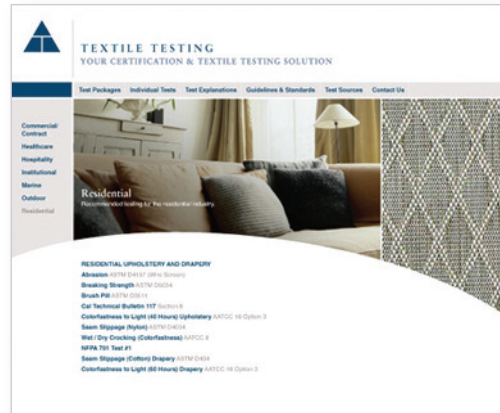 TEXTILE TESTING
YOUR CERTIFICATION & TEXTILE TESTING SOLUTION
Test Packages Individual Tests Test Explanations Guidelines & Standards Test Sources Contact Us
Commercial/
Contract
Healthcare
Hospitality
Institutional
Marine
Outdoor
Residential
Residential
Recommended testing for the residential industry.
RESIDENTIAL UPHOLSTERY AND DRAPERY
Abrasion ASTM D4157 (Wire Screen)
Breaking Strength ASTM D5034
Brush Pill ASTM D3511
Cal Technical Bulletin 117 Section E
Colorfastness to Light (40 Hours) Upholstery AATCC 16 Option 3
Seam Slippage (Nylon) ASTM D4034
Wet / Dry Crocking (Colorfastness) AATCC 8
NFPA 701 Test #1
Seam Slippage (Cotton) Drapery ASTM D434
Colorfastness to Light (60 Hours) Drapery AATCC 16 Option 3